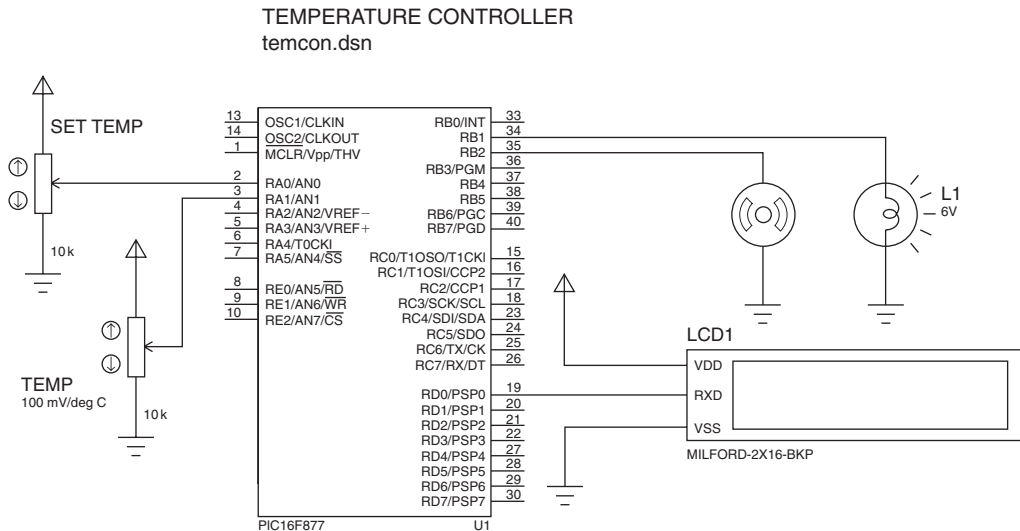 TEMPERATURE CONTROLLER
temcon.dsn
SET TEMP
10k
TEMP
100 mV/deg C
10k
13 OSC1/CLKIN
14 OSC2/CLKOUT
1 MCLR/Vpp/THV
2 RA0/AN0
3 RA1/AN1
4 RA2/AN2/VREF−
5 RA3/AN3/VREF+
6 RA4/T0CKI
7 RA5/AN4/SS
8 RE0/AN5/RD
9 RE1/AN6/WR
10 RE2/AN7/CS
RB0/INT 33
RB1 34
RB2 35
RB3/PGM 36
RB4 37
RB5 38
RB6/PGC 39
RB7/PGD 40
RC0/T1OSO/T1CKI 15
RC1/T1OSI/CCP2 16
RC2/CCP1 17
RC3/SCK/SCL 18
RC4/SDI/SDA 23
RC5/SDO 24
RC6/TX/CK 25
RC7/RX/DT 26
RD0/PSP0 19
RD1/PSP1 20
RD2/PSP2 21
RD3/PSP3 22
RD4/PSP4 27
RD5/PSP5 28
RD6/PSP6 29
RD7/PSP7 30
PIC16F877 U1
L1
6V
LCD1
VDD
RXD
VSS
MILFORD-2X16-BKP